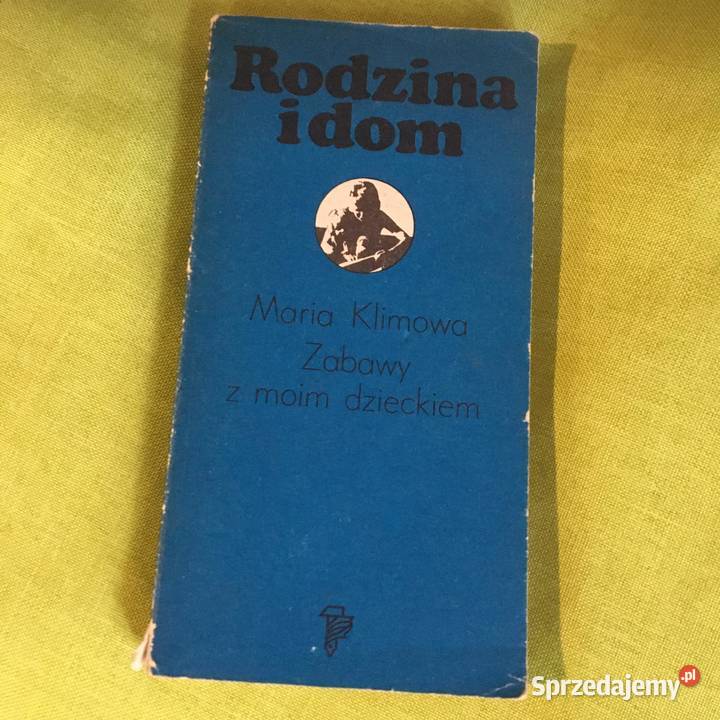 Rodzina
i dom
Maria Klimowa
Zabawy
z moim dzieckiem
Sprzedajemy.pl